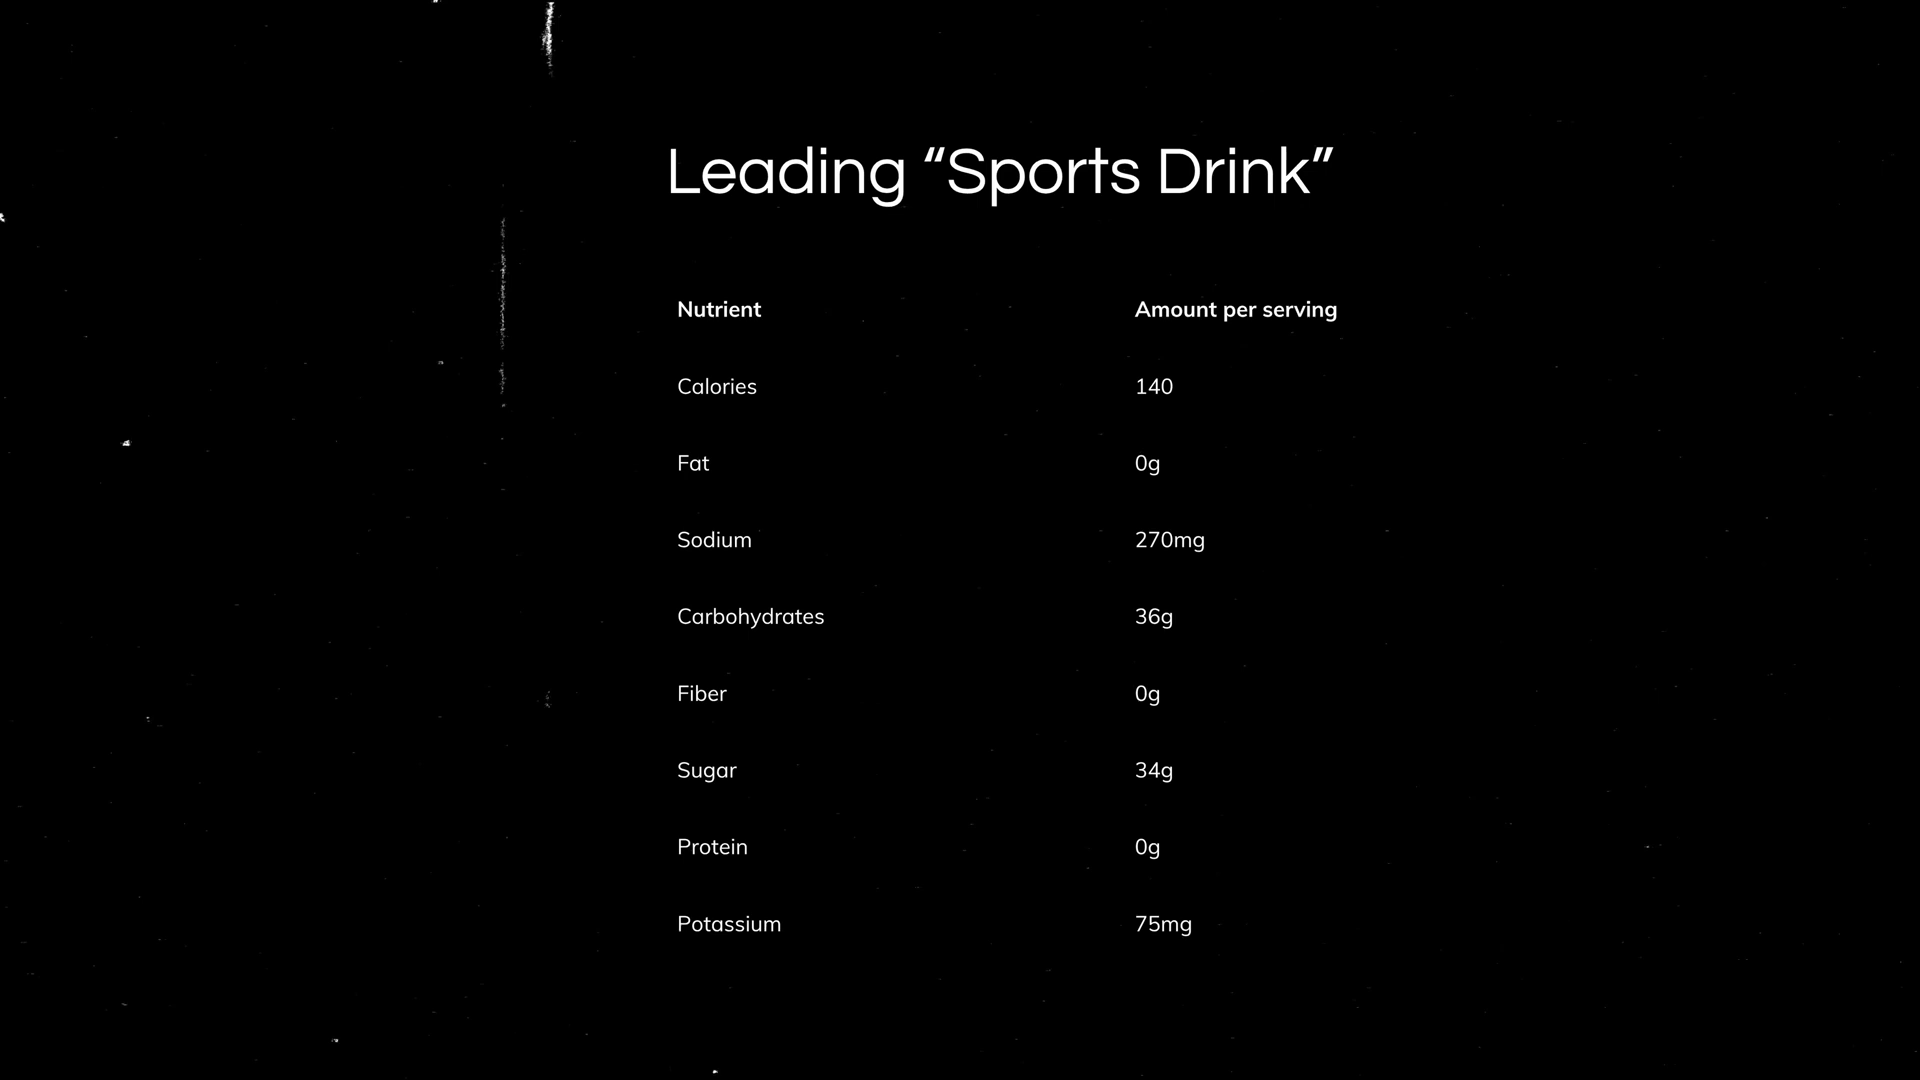 Leading “Sports Drink”
Nutrient Amount per serving
Calories 140
Fat 0g
Sodium 270mg
Carbohydrates 36g
Fiber 0g
Sugar 34g
Protein 0g
Potassium 75mg